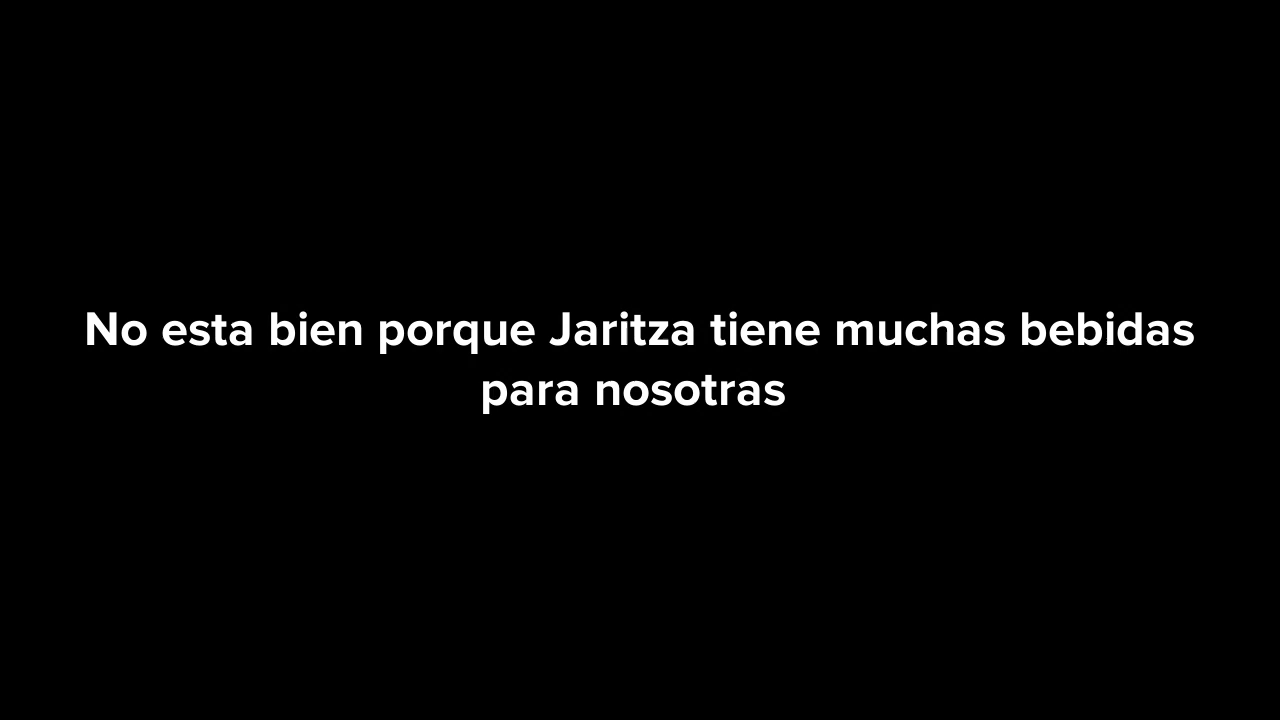 No esta bien porque Jaritza tiene muchas bebidas
para nosotras